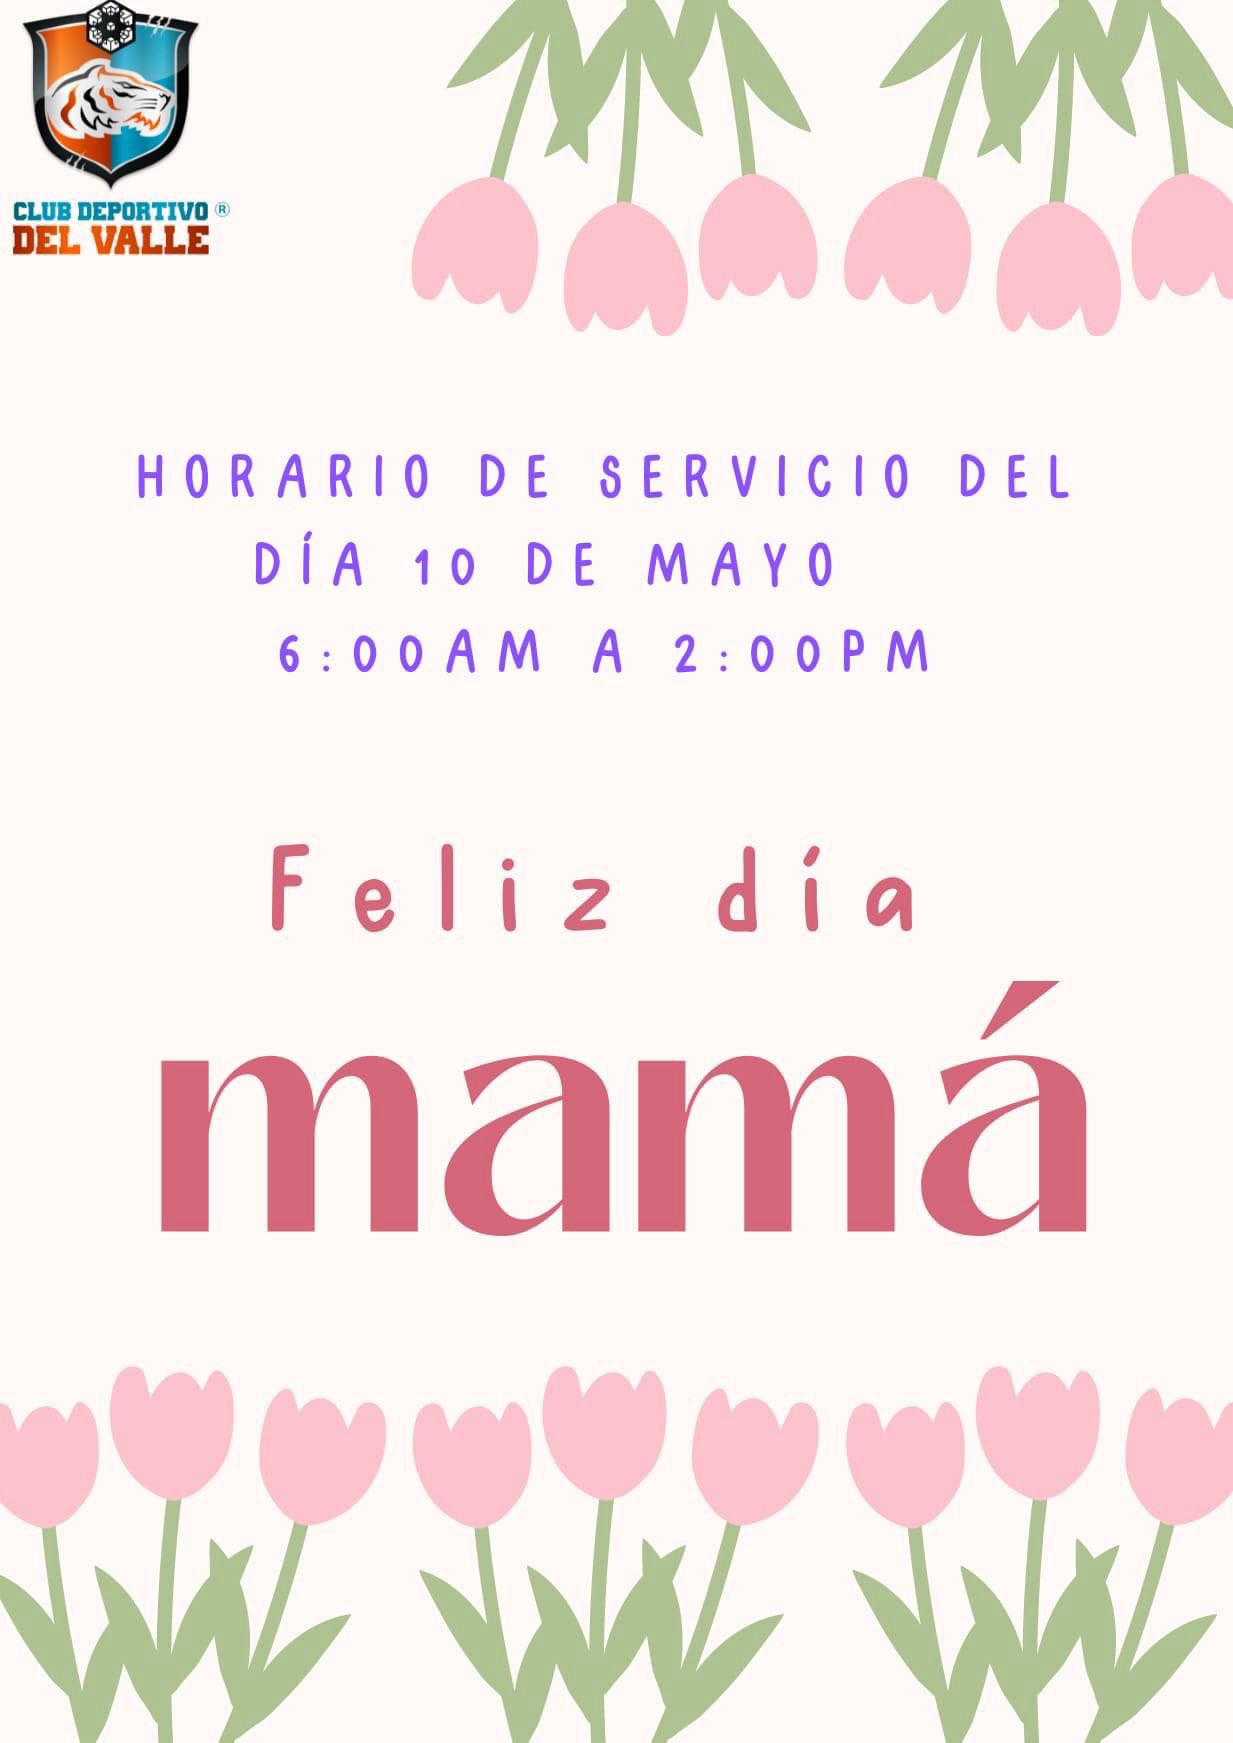 CLUB DEPORTIVO ®
DEL VALLE
HORARIO DE SERVICIO DEL
DÍA 10 DE MAYO
6:00AM A 2:00PM
Feliz día
mamá